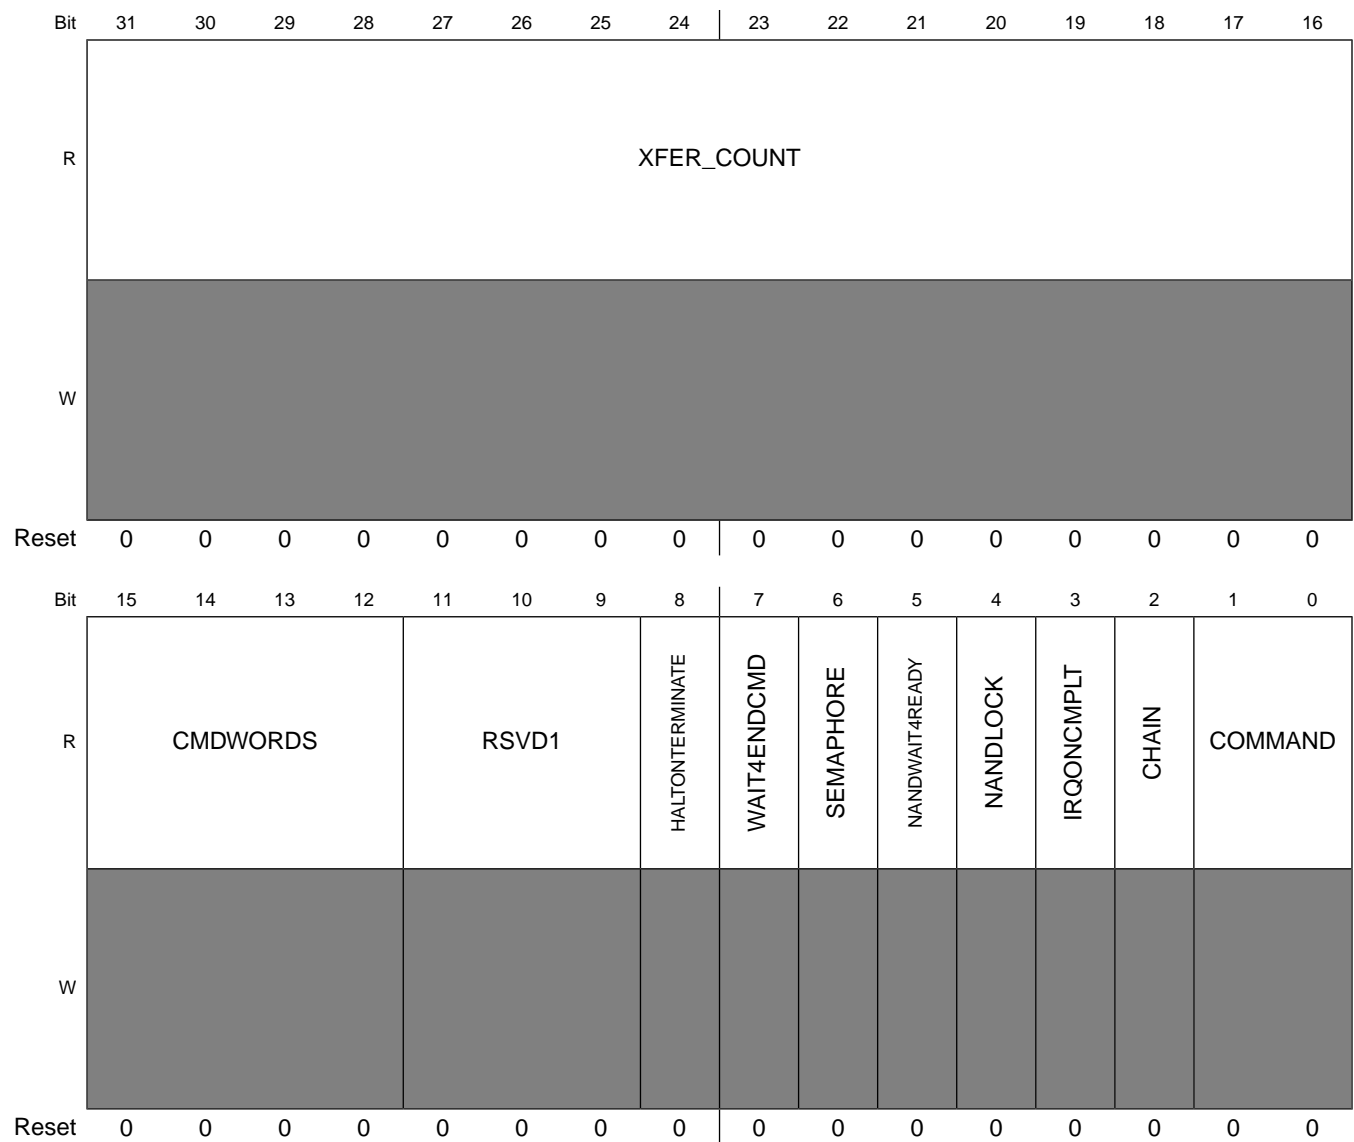 Bit 31 30 29 28 27 26 25 24 23 22 21 20 19 18 17 16
R XFER_COUNT
W
Reset 0 0 0 0 0 0 0 0 0 0 0 0 0 0 0 0
Bit 15 14 13 12 11 10 9 8 7 6 5 4 3 2 1 0
R CMDWORDS RSVD1 HALTONTERMINATE WAIT4ENDCMD SEMAPHORE NANDWAIT4READY NANDLOCK IRQONCMPLT CHAIN COMMAND
W
Reset 0 0 0 0 0 0 0 0 0 0 0 0 0 0 0 0